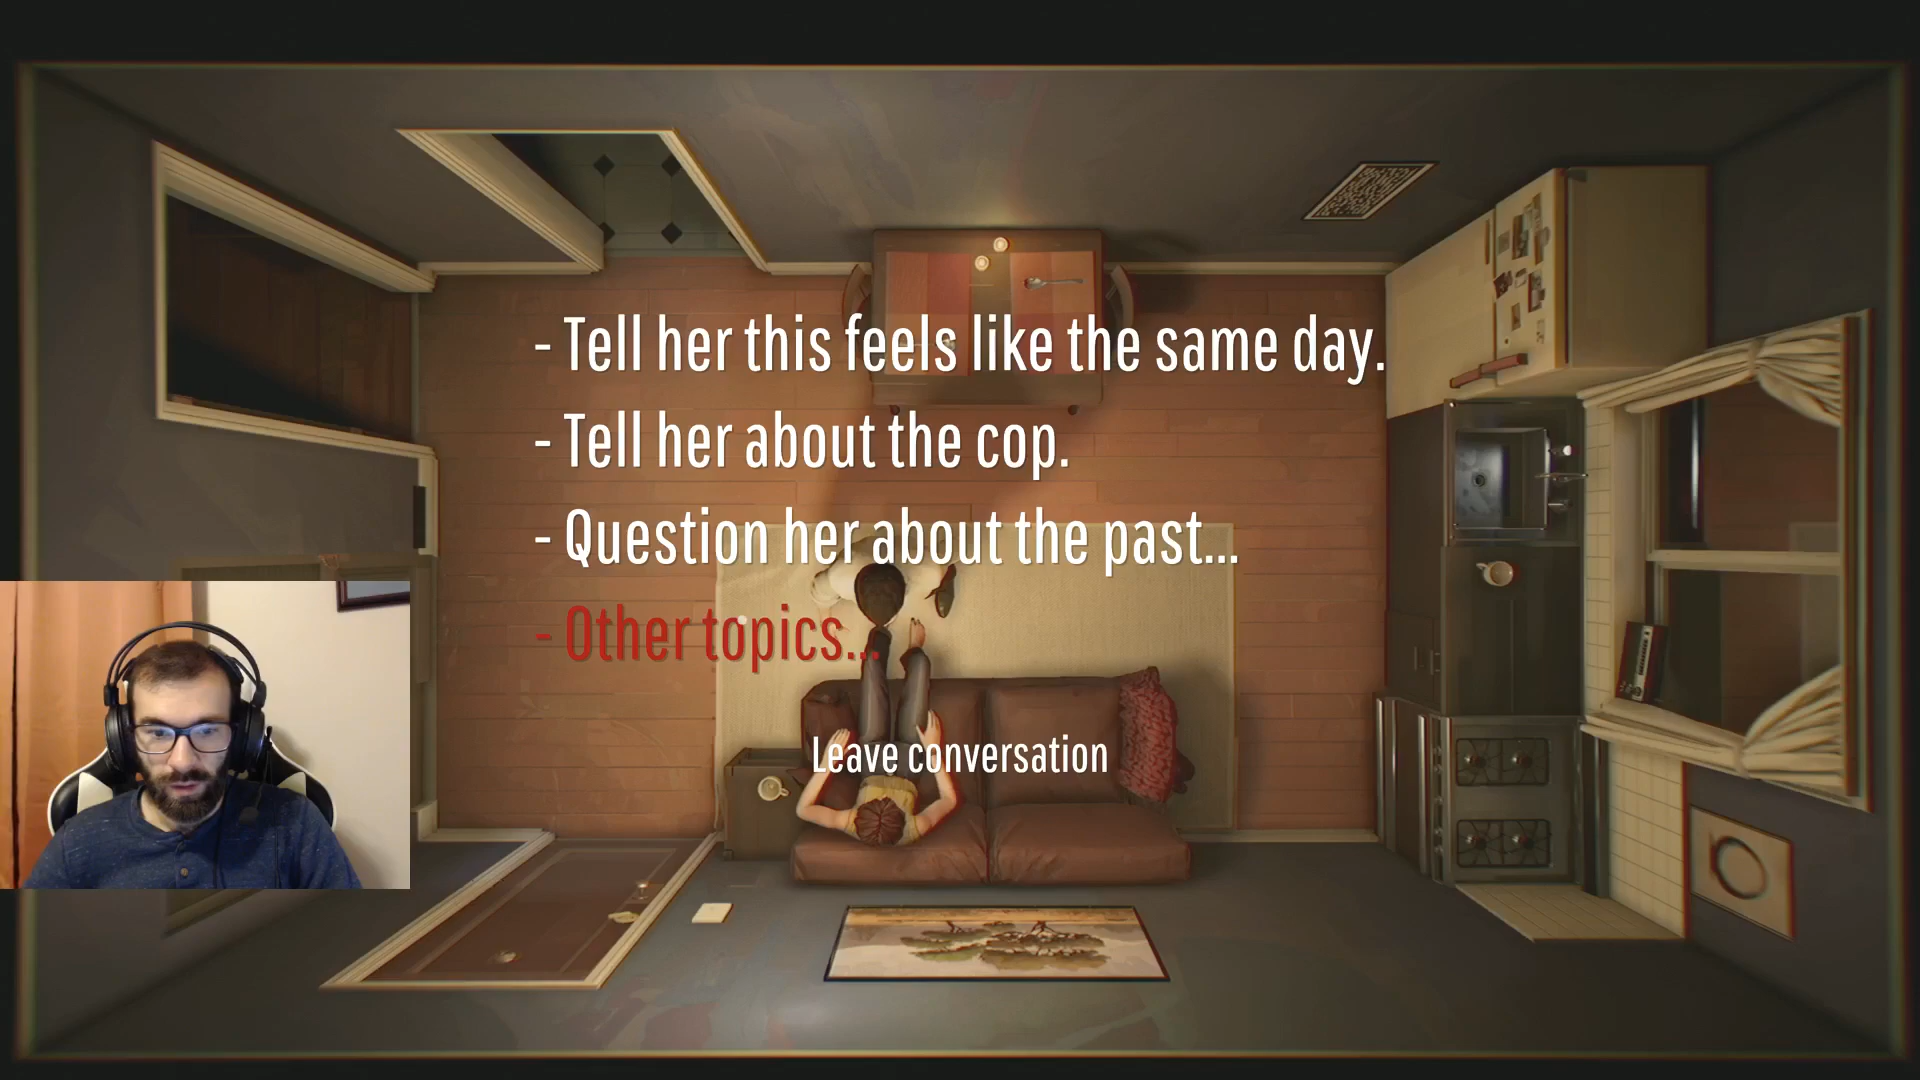 - Tell her this feels like the same day.
- Tell her about the cop.
- Question her about the past...
- Other topics...
Leave conversation